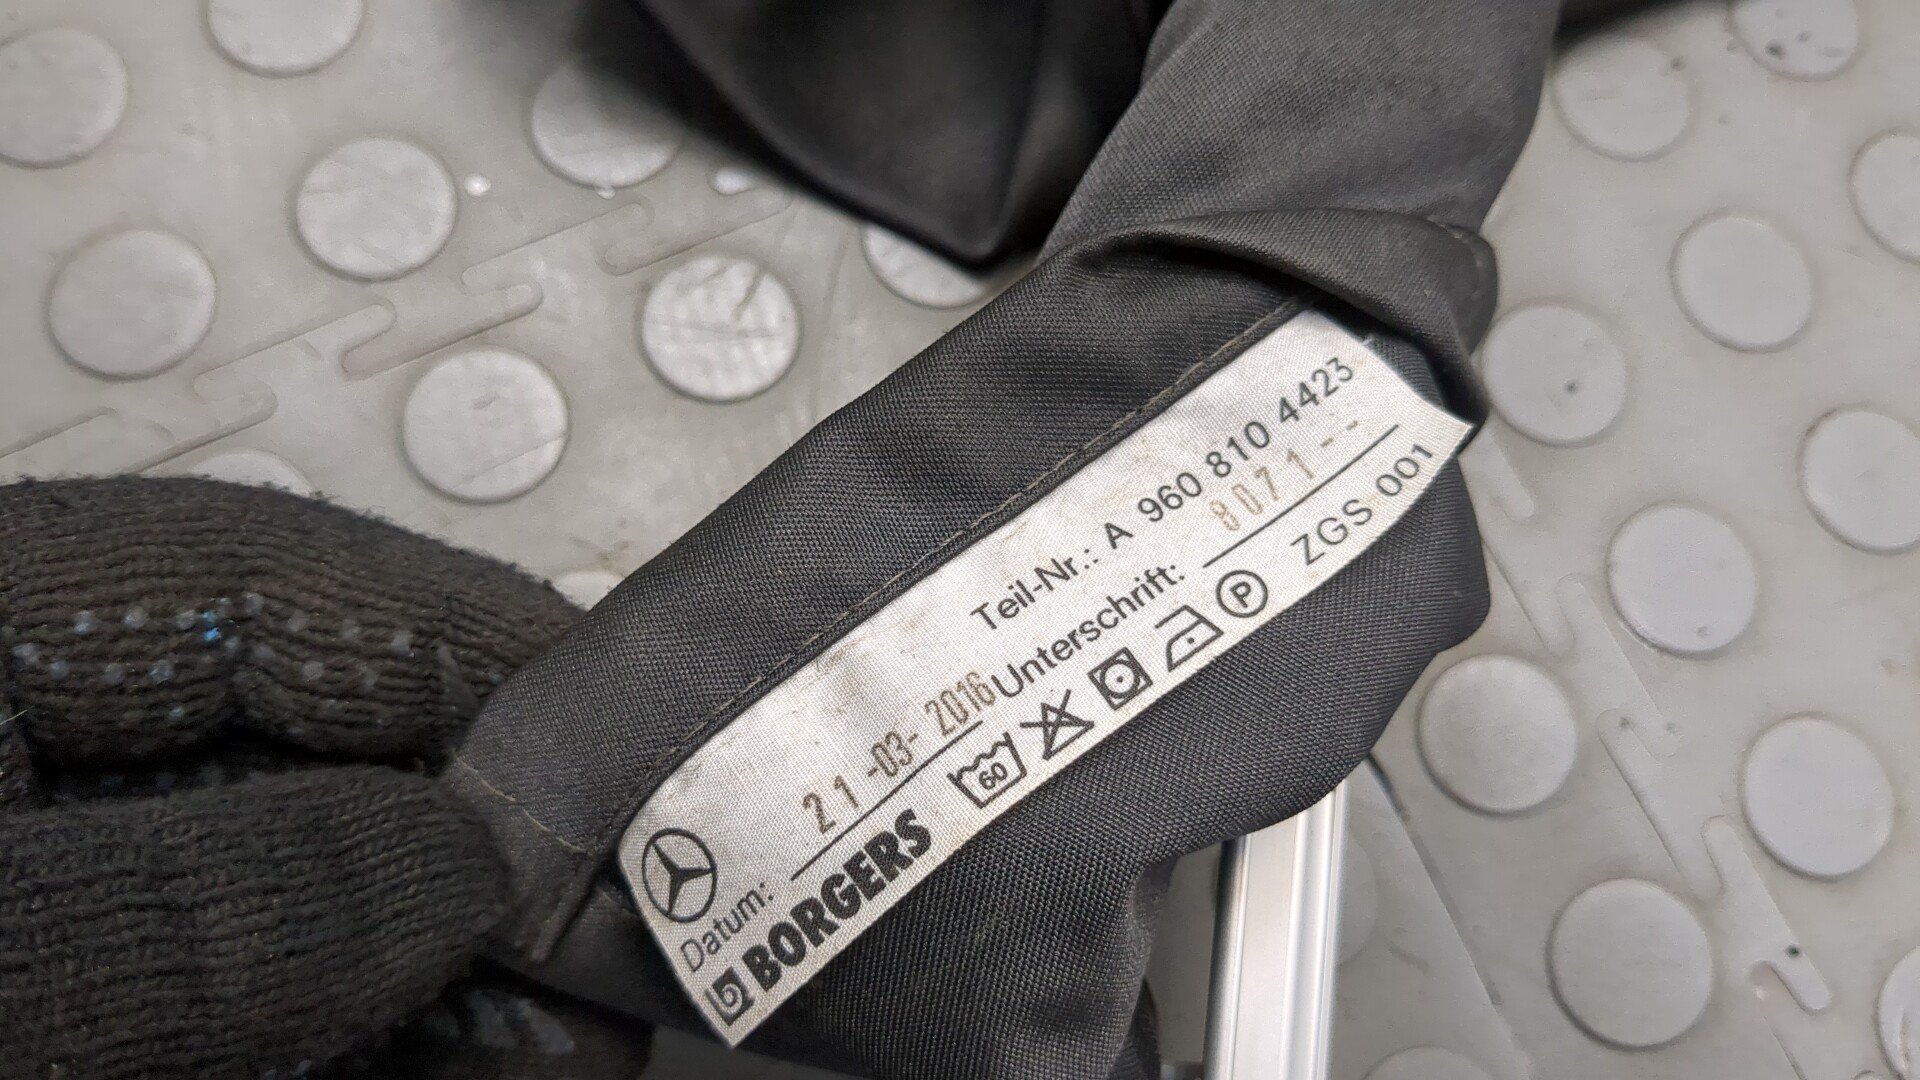 Teil-Nr.: A 960 810 4423
8071--
21-03-2016 Unterschrift:
Datum:
BORGERS
60
P
ZGS 001